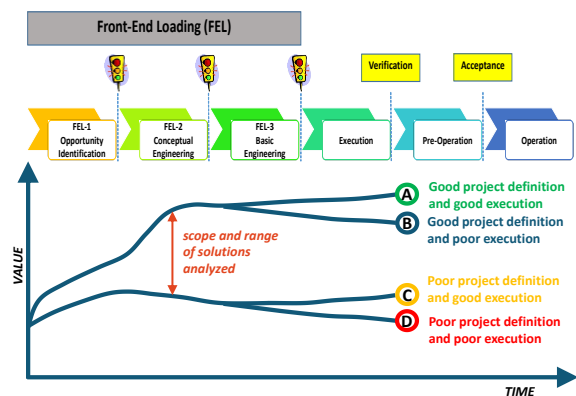 Front-End Loading (FEL)
Verification
Acceptance
FEL-1
Opportunity
Identification
FEL-2
Conceptual
Engineering
FEL-3
Basic
Engineering
Execution
Pre-Operation
Operation
A
Good project definition
and good execution
B
Good project definition
and poor execution
scope and range
of solutions
analyzed
VALUE
C
Poor project definition
and good execution
D
Poor project definition
and poor execution
TIME